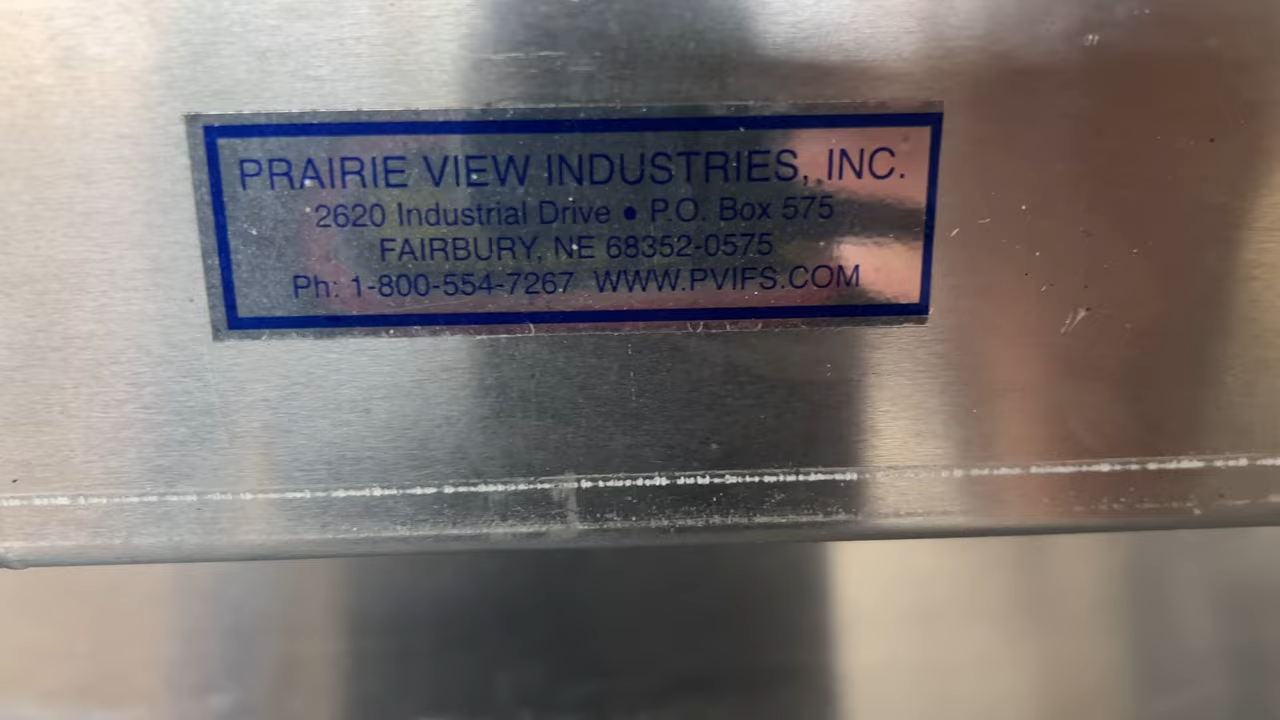 PRAIRIE VIEW INDUSTRIES, INC.
2620 Industrial Drive • P.O. Box 575
FAIRBURY, NE 68352-0575
Ph: 1-800-554-7267 WWW.PVIFS.COM